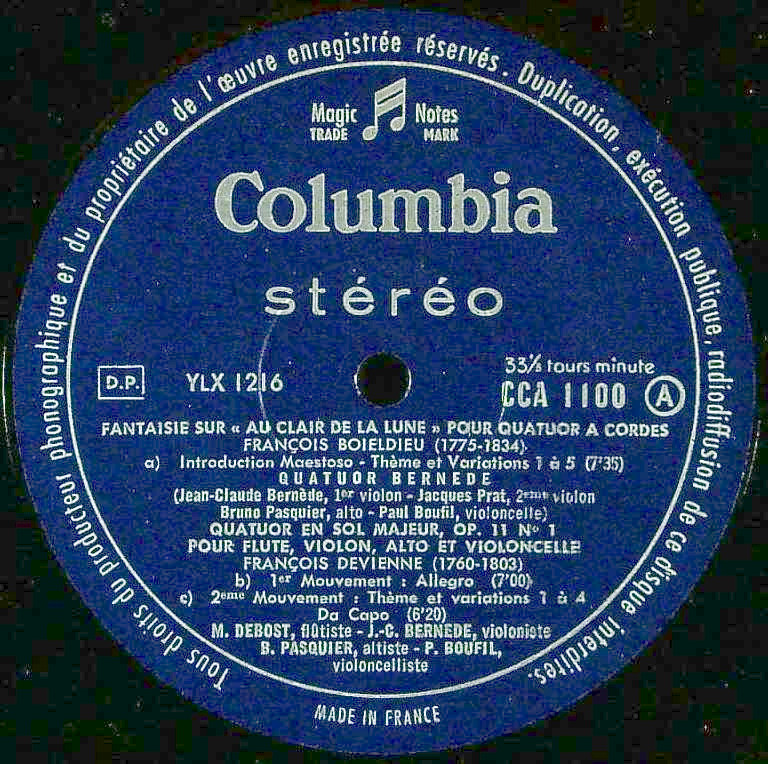 Tous droits du producteur phonographique et du propriétaire de l'œuvre enregistrée réservés. Duplication, exécution publique, radiodiffusion de ce disque interdites.
Magic Notes
TRADE MARK
Columbia
stéréo
D.P. YLX 1216
33⅓ tours minute
CCA 1100 A
FANTAISIE SUR « AU CLAIR DE LA LUNE » POUR QUATUOR A CORDES
FRANÇOIS BOIELDIEU (1775-1834)
a) Introduction Maestoso - Thème et Variations 1 à 5 (7'35)
QUATUOR BERNEDE
(Jean-Claude Bernède, 1er violon - Jacques Prat, 2eme violon
Bruno Pasquier, alto - Paul Boufil, violoncelle)
QUATUOR EN SOL MAJEUR, OP. 11 No 1
POUR FLUTE, VIOLON, ALTO ET VIOLONCELLE
FRANÇOIS DEVIENNE (1760-1803)
b) 1er Mouvement : Allegro (7'00)
c) 2eme Mouvement : Thème et variations 1 à 4
Da Capo (6'20)
M. DEBOST, flûtiste - J.-C. BERNEDE, violoniste
B. PASQUIER, altiste - P. BOUFIL,
violoncelliste
MADE IN FRANCE